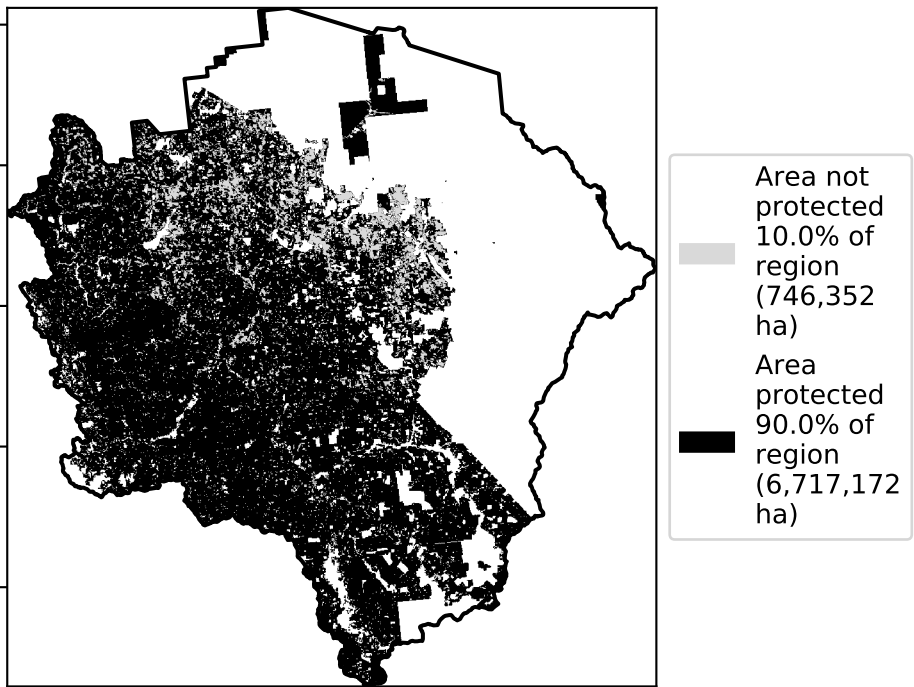 Area not
protected
10.0% of
region
(746,352
ha)
Area
protected
90.0% of
region
(6,717,172
ha)